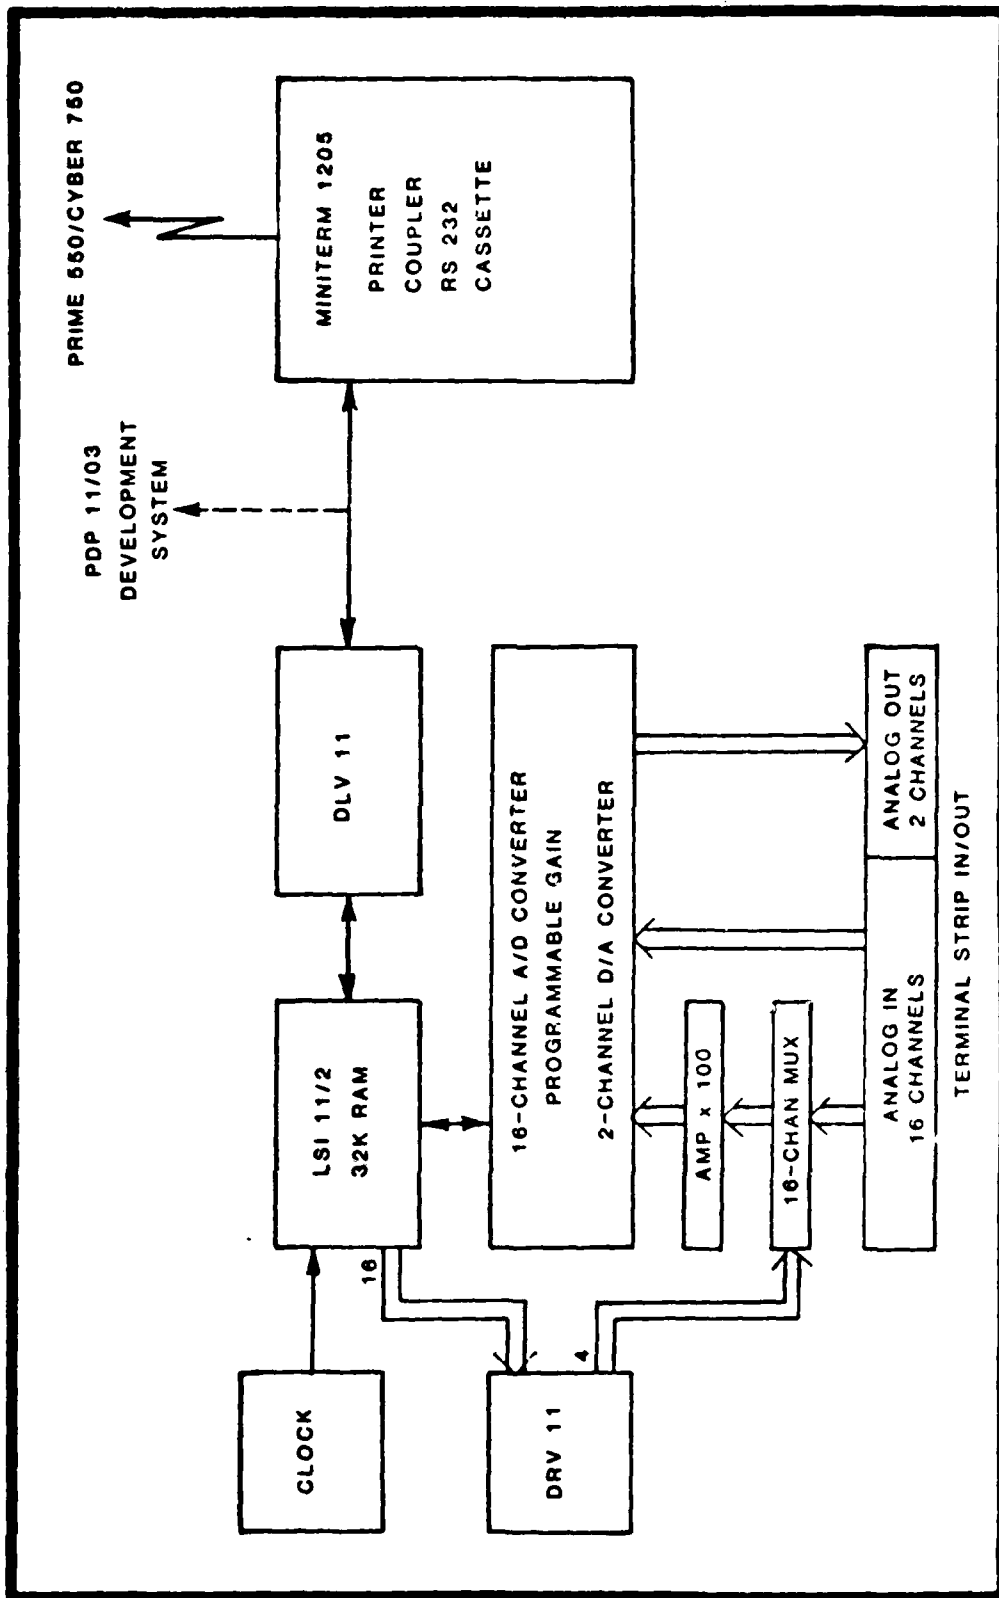 PRIME 550/CYBER 750
PDP 11/03
DEVELOPMENT
SYSTEM
CLOCK
LSI 11/2
32K RAM
DLV 11
MINITERM 1205
PRINTER
COUPLER
RS 232
CASSETTE
16
DRV 11
4
16-CHANNEL A/D CONVERTER
PROGRAMMABLE GAIN
2-CHANNEL D/A CONVERTER
AMP x 100
16-CHAN MUX
ANALOG IN
16 CHANNELS
ANALOG OUT
2 CHANNELS
TERMINAL STRIP IN/OUT